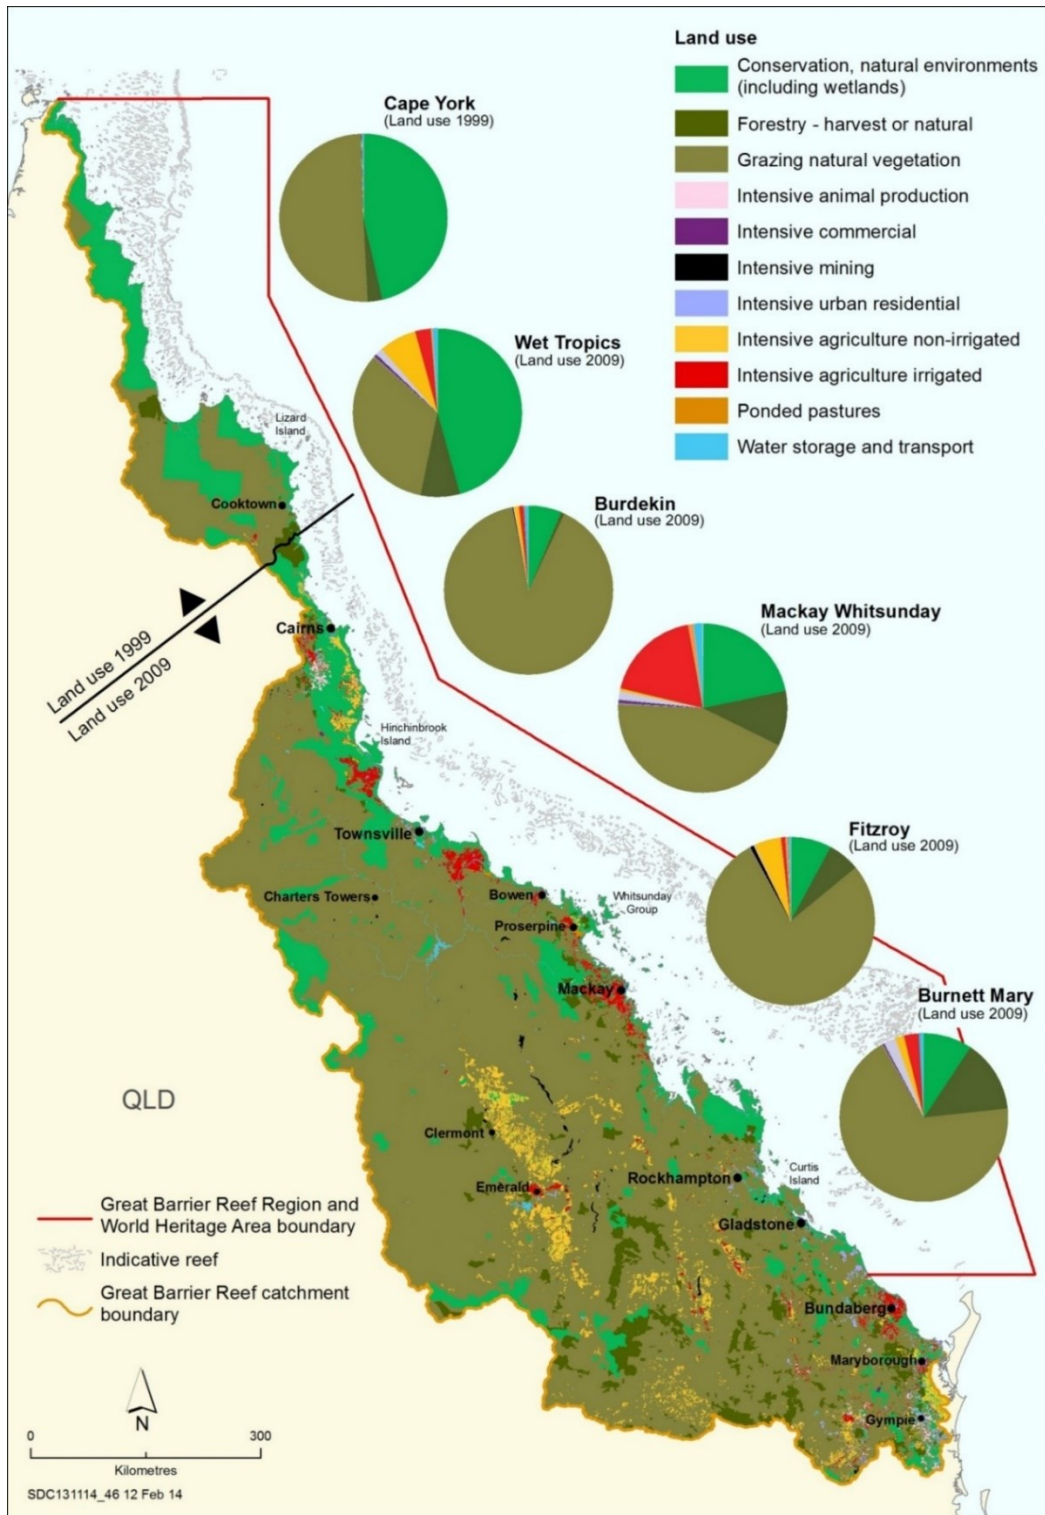 Land use
Conservation, natural environments
(including wetlands)
Forestry - harvest or natural
Grazing natural vegetation
Intensive animal production
Intensive commercial
Intensive mining
Intensive urban residential
Intensive agriculture non-irrigated
Intensive agriculture irrigated
Ponded pastures
Water storage and transport
Cape York
(Land use 1999)
Wet Tropics
(Land use 2009)
Burdekin
(Land use 2009)
Mackay Whitsunday
(Land use 2009)
Fitzroy
(Land use 2009)
Burnett Mary
(Land use 2009)
Lizard
Island
Cooktown
Land use 1999
Land use 2009
Cairns
Hinchinbrook
Island
Townsville
Charters Towers
Bowen
Whitsunday
Group
Proserpine
Mackay
QLD
Clermont
Emerald
Rockhampton
Curtis
Island
Gladstone
Bundaberg
Maryborough
Gympie
Great Barrier Reef Region and
World Heritage Area boundary
Indicative reef
Great Barrier Reef catchment
boundary
N
0 300
Kilometres
SDC131114_46 12 Feb 14